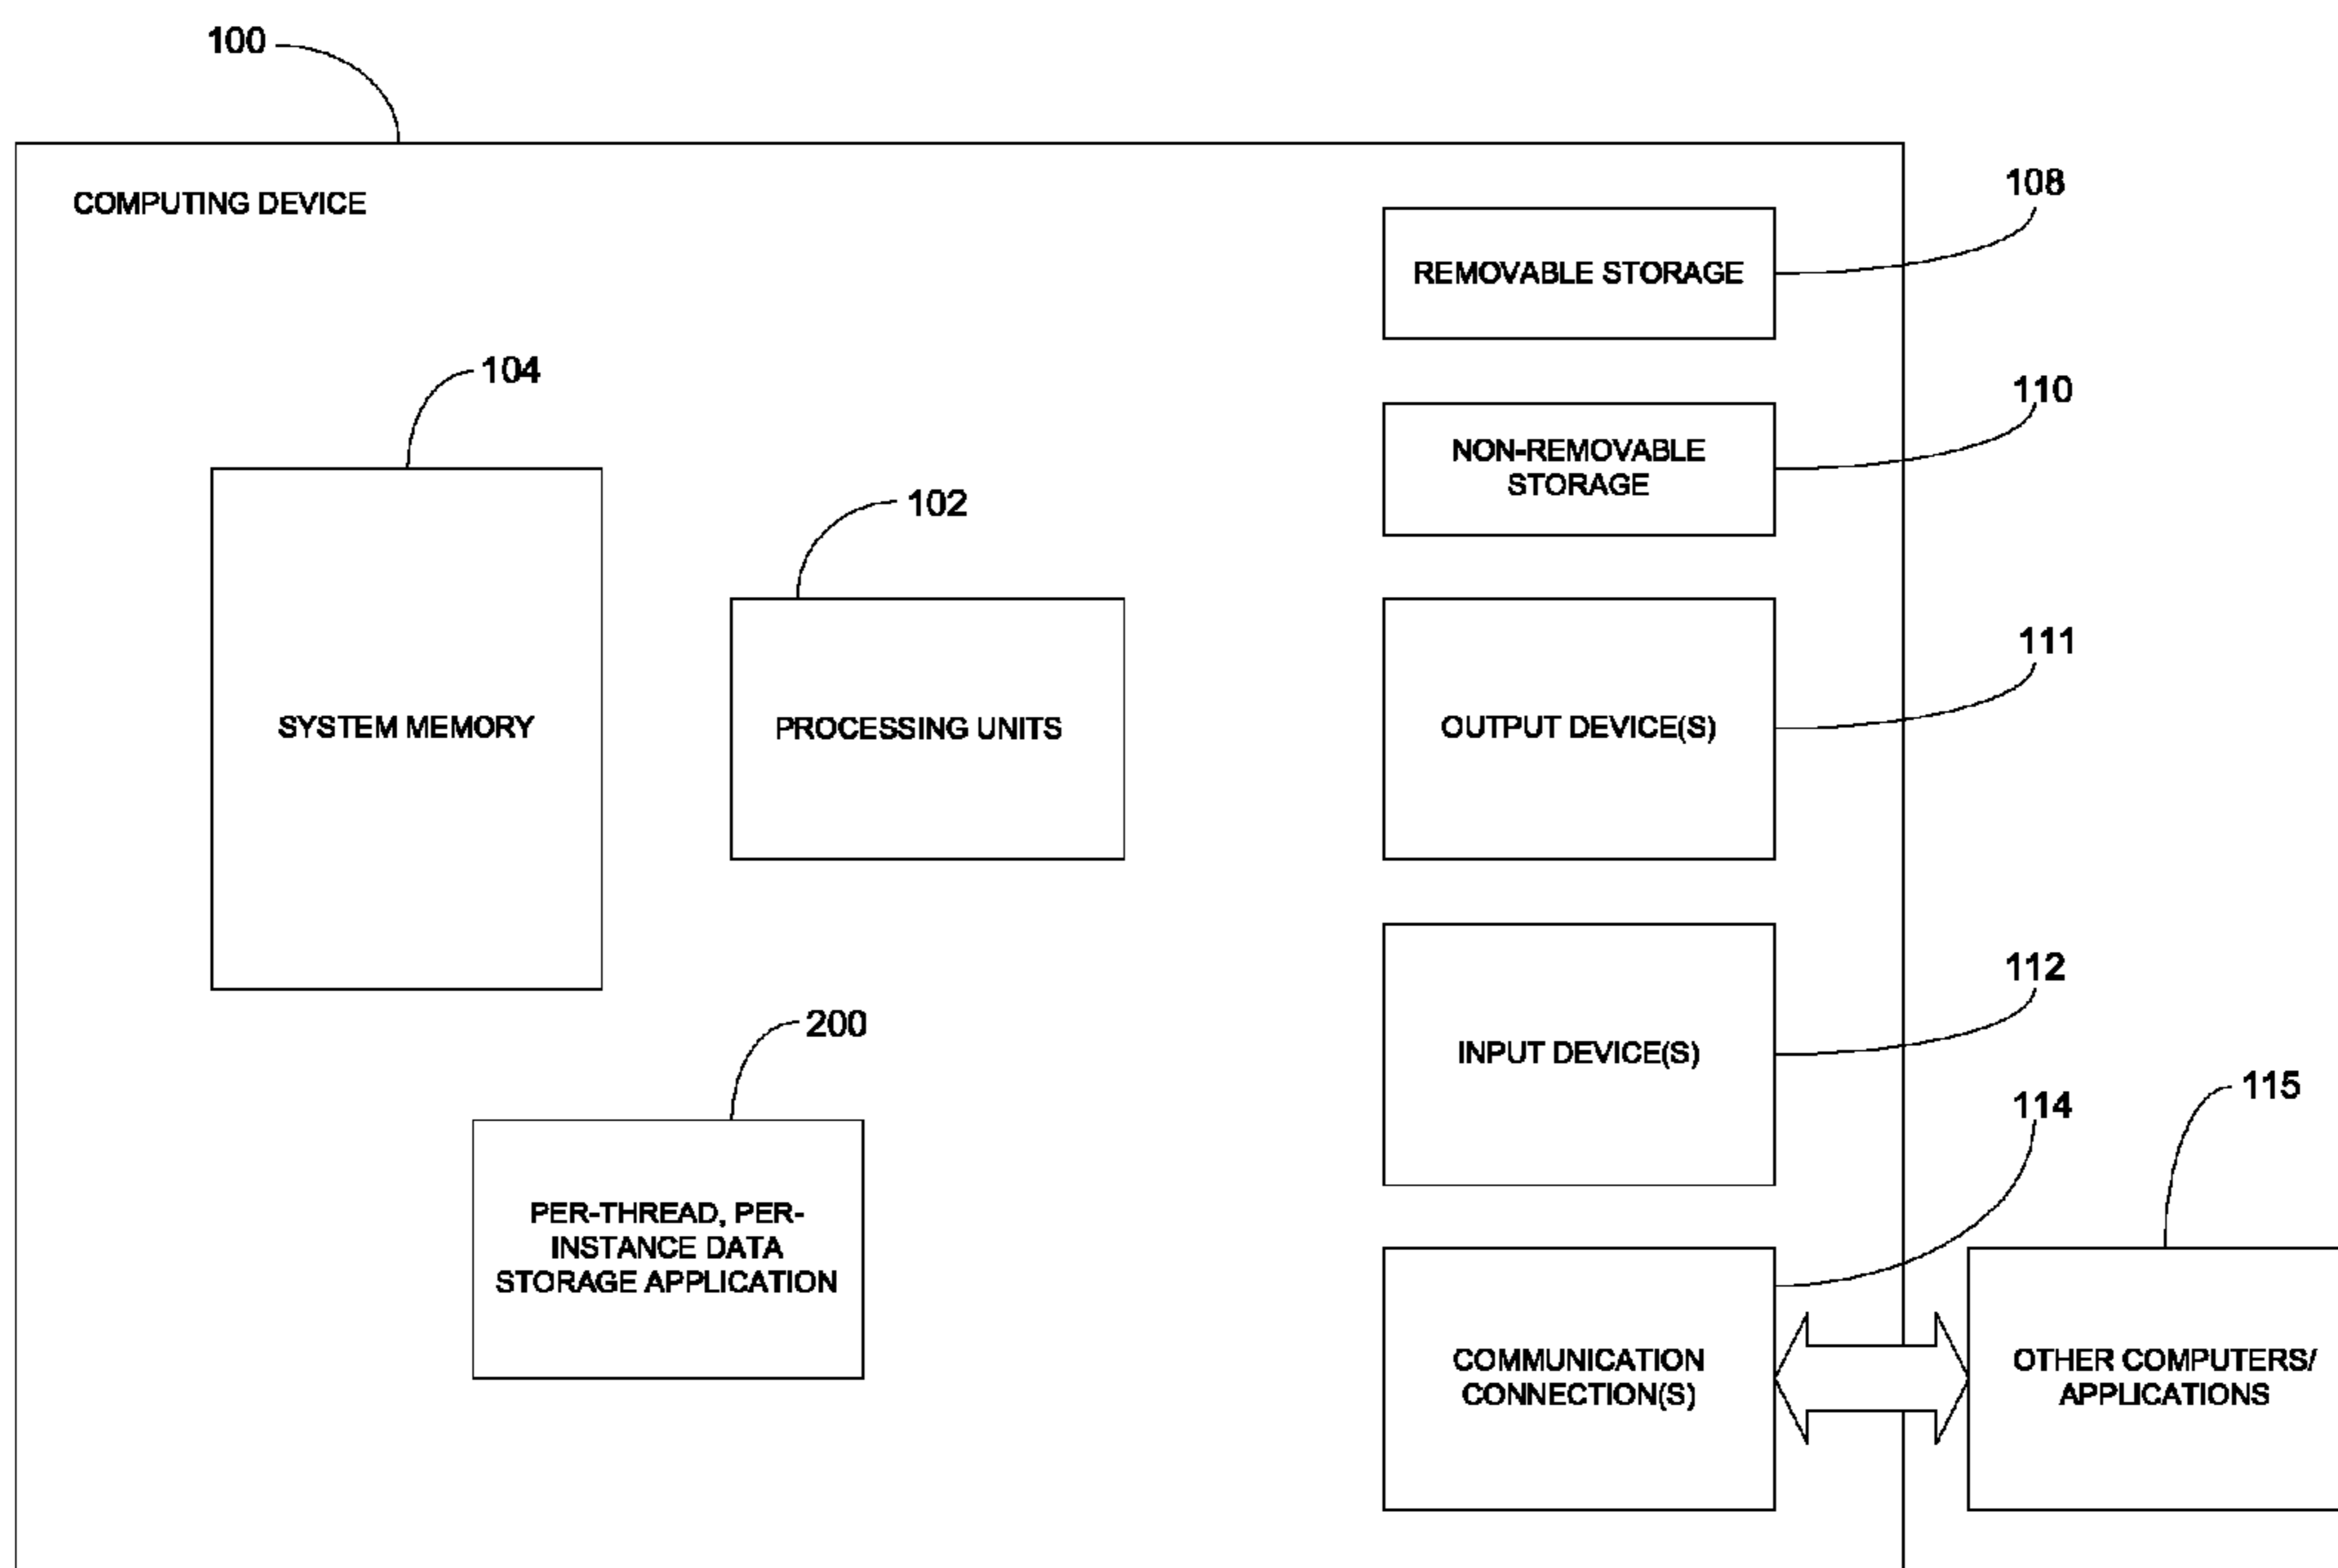 100
COMPUTING DEVICE
108
REMOVABLE STORAGE
104
110
NON-REMOVABLE
STORAGE
102
111
SYSTEM MEMORY
PROCESSING UNITS
OUTPUT DEVICE(S)
112
200
INPUT DEVICE(S)
115
114
PER-THREAD, PER-
INSTANCE DATA
STORAGE APPLICATION
COMMUNICATION
CONNECTION(S)
OTHER COMPUTERS/
APPLICATIONS